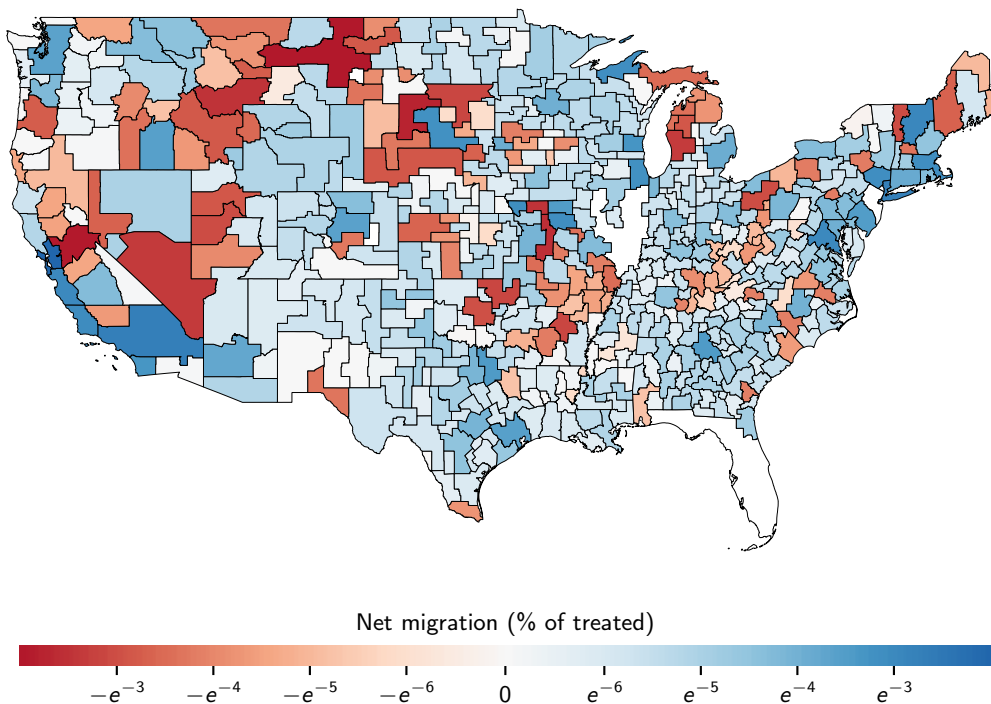 Net migration (% of treated)
−e⁻³ −e⁻⁴ −e⁻⁵ −e⁻⁶ 0 e⁻⁶ e⁻⁵ e⁻⁴ e⁻³